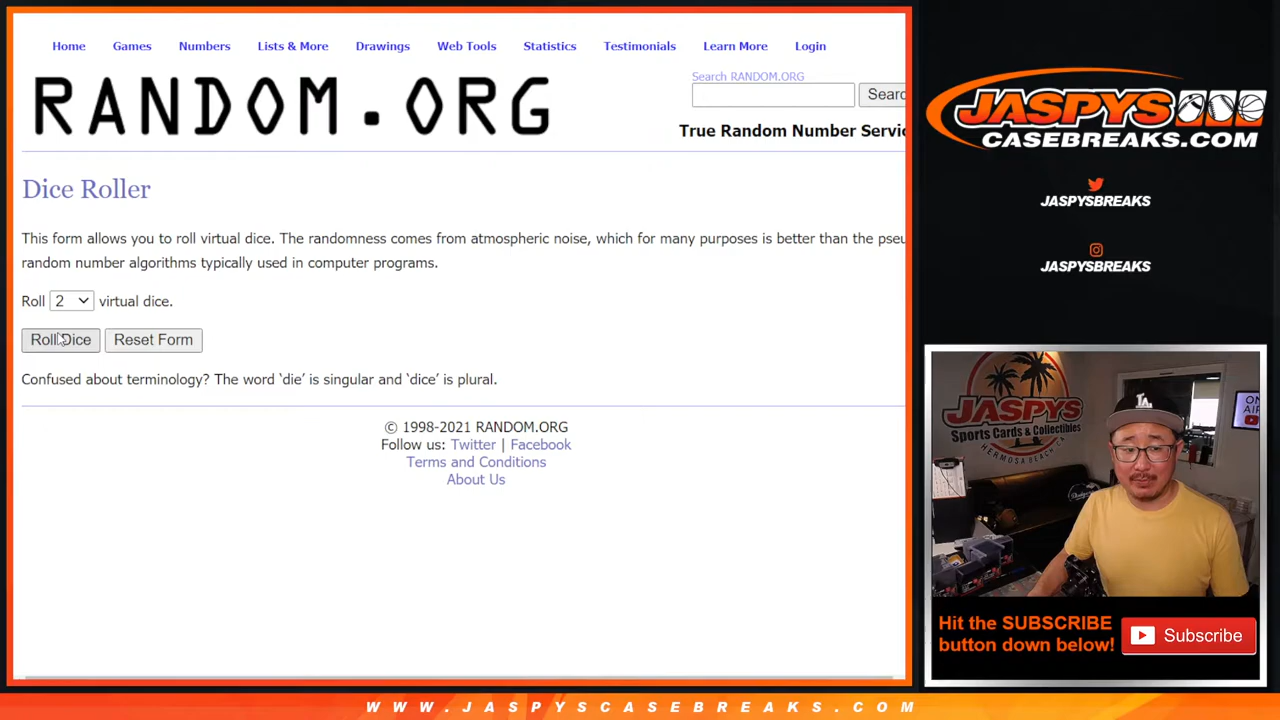 Home Games Numbers Lists & More Drawings Web Tools Statistics Testimonials Learn More Login
RANDOM.ORG
Search RANDOM.ORG
Searc
True Random Number Servic
Dice Roller
This form allows you to roll virtual dice. The randomness comes from atmospheric noise, which for many purposes is better than the pseu
random number algorithms typically used in computer programs.
Roll 2 virtual dice.
Roll Dice Reset Form
Confused about terminology? The word ‘die’ is singular and ‘dice’ is plural.
© 1998-2021 RANDOM.ORG
Follow us: Twitter | Facebook
Terms and Conditions
About Us
JASPYS
CASEBREAKS.COM
JASPYSBREAKS
JASPYSBREAKS
JASPYS
Sports Cards & Collectibles
HERMOSA BEACH, CA
ON
AIR
LA
Hit the SUBSCRIBE
button down below!
Subscribe
WWW.JASPYSCASEBREAKS.COM